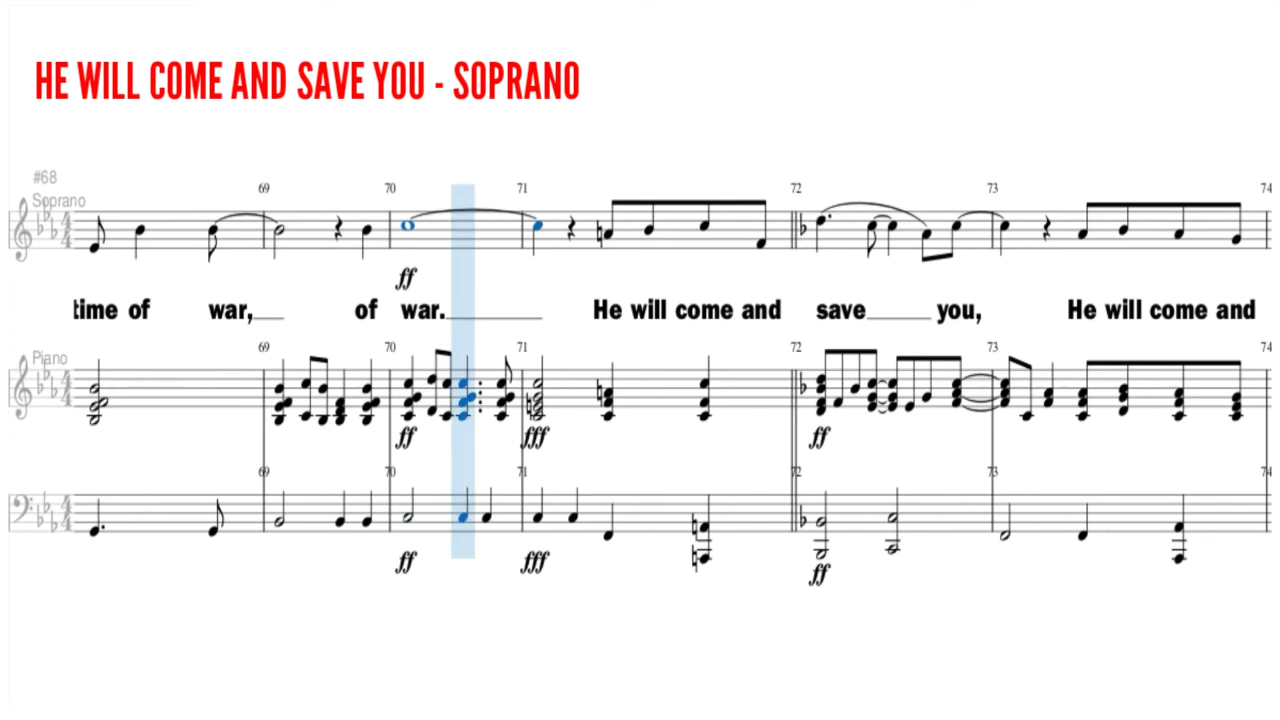 HE WILL COME AND SAVE YOU - SOPRANO
#68
Soprano
69 70 71 72 73 74
ff
time of war, of war. He will come and save you, He will come and
Piano
69 70 71 72 73 74
ff fff ff
69 70 71 72 73 74
ff fff ff